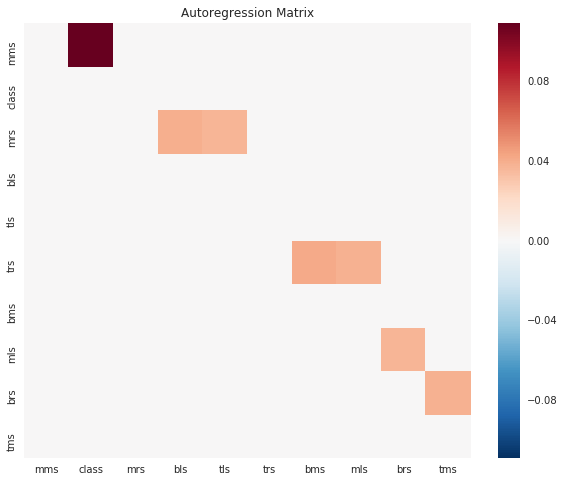 Autoregression Matrix
mms
class
mrs
bls
tls
trs
bms
mls
brs
tms
mms class mrs bls tls trs bms mls brs tms
0.08
0.04
0.00
−0.04
−0.08